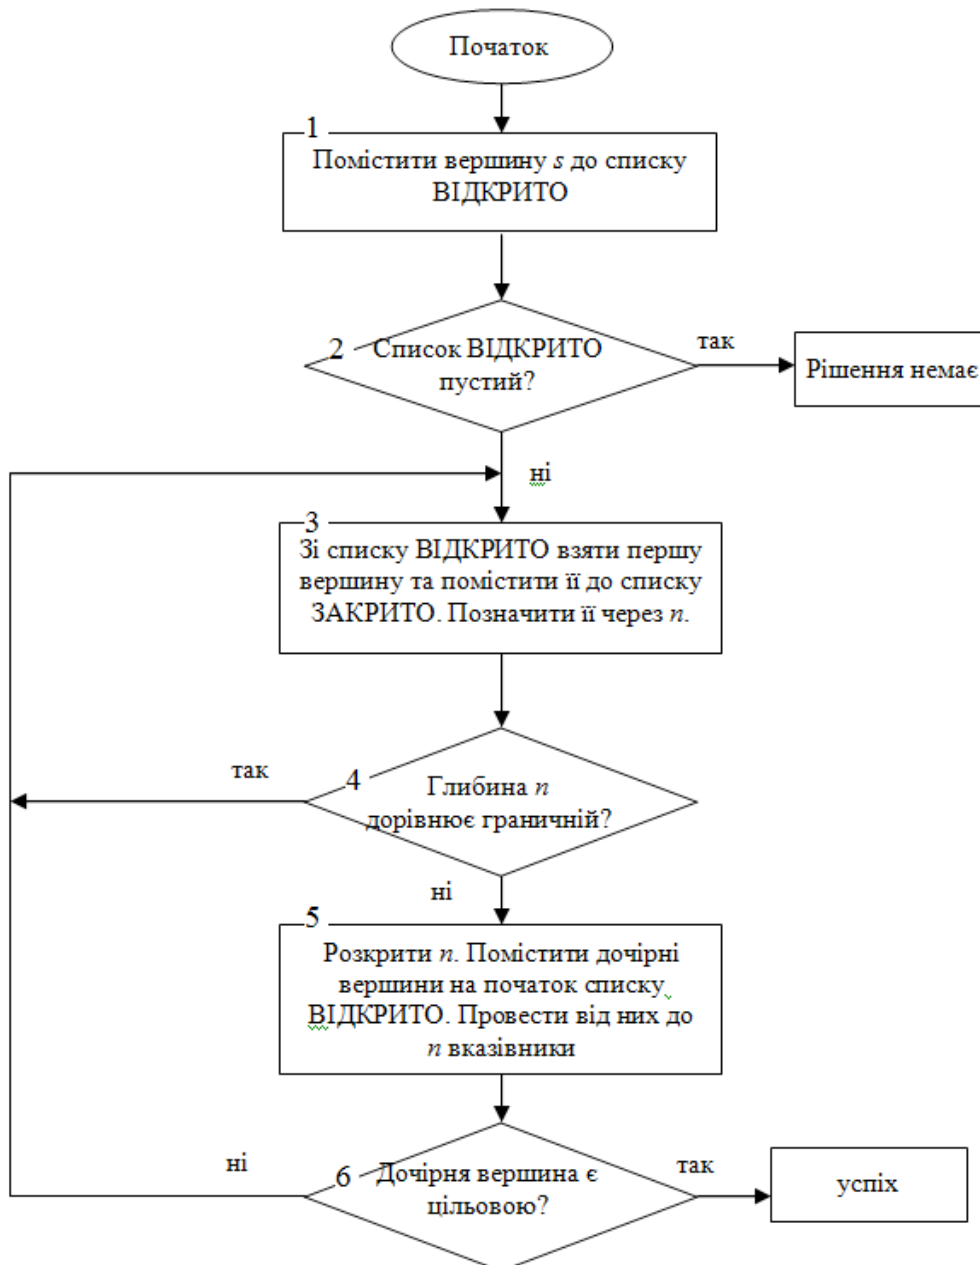 Початок
1
Помістити вершину s до списку
ВІДКРИТО
2
Список ВІДКРИТО
пустий?
так
Рішення немає
ні
3
Зі списку ВІДКРИТО взяти першу
вершину та помістити її до списку
ЗАКРИТО. Позначити її через n.
так
4
Глибина n
дорівнює граничній?
ні
5
Розкрити n. Помістити дочірні
вершини на початок списку
ВІДКРИТО. Провести від них до
n вказівники
ні
6
Дочірня вершина є
цільовою?
так
успіх